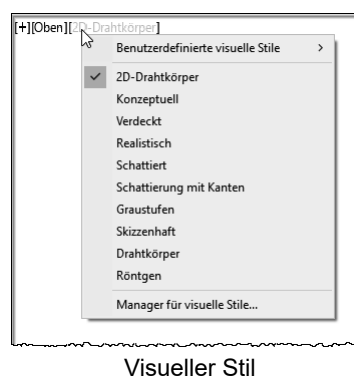 [+][Oben][2D-Drahtkörper]
Benutzerdefinierte visuelle Stile >
2D-Drahtkörper
Konzeptuell
Verdeckt
Realistisch
Schattiert
Schattierung mit Kanten
Graustufen
Skizzenhaft
Drahtkörper
Röntgen
Manager für visuelle Stile...
Visueller Stil